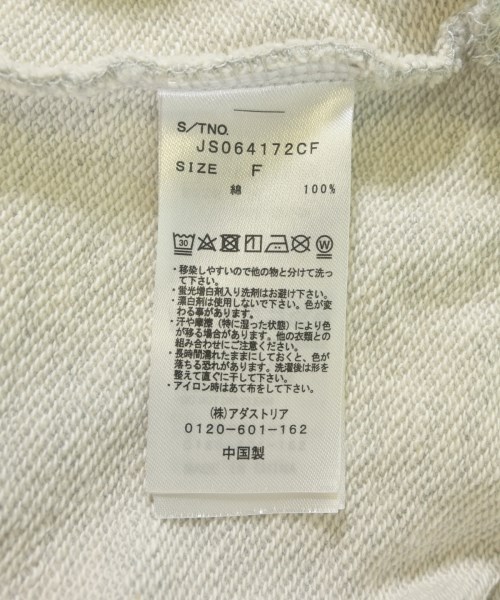 S/TNO.
JS064172CF
SIZE F
綿 100%
30
W
・移染しやすいので他の物と分けて洗っ
て下さい。
・蛍光増白剤入り洗剤はお避け下さい。
・漂白剤は使用しないで下さい。色が変
わる事があります。
・汗や摩擦（特に湿った状態）により色
が移る場合があります。他の衣類との
組み合わせにご注意ください。
・長時間濡れたままにしておくと、色が
落ちる恐れがあります。洗濯後は形を
整えて直ぐに干して下さい。
・アイロン時はあて布をして下さい。
(株)アダストリア
0120-601-162
中国製